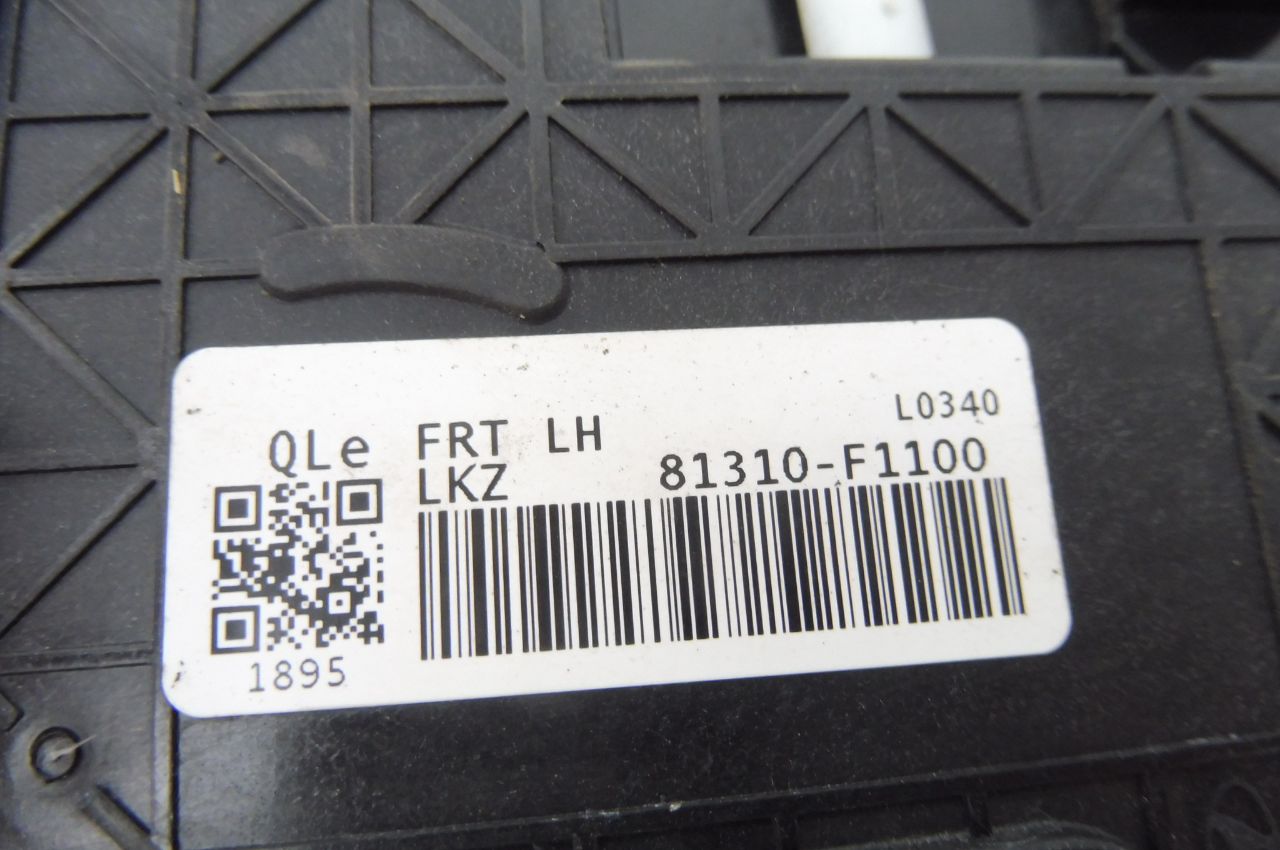 L0340
QLe FRT LH
LKZ 81310-F1100
1895